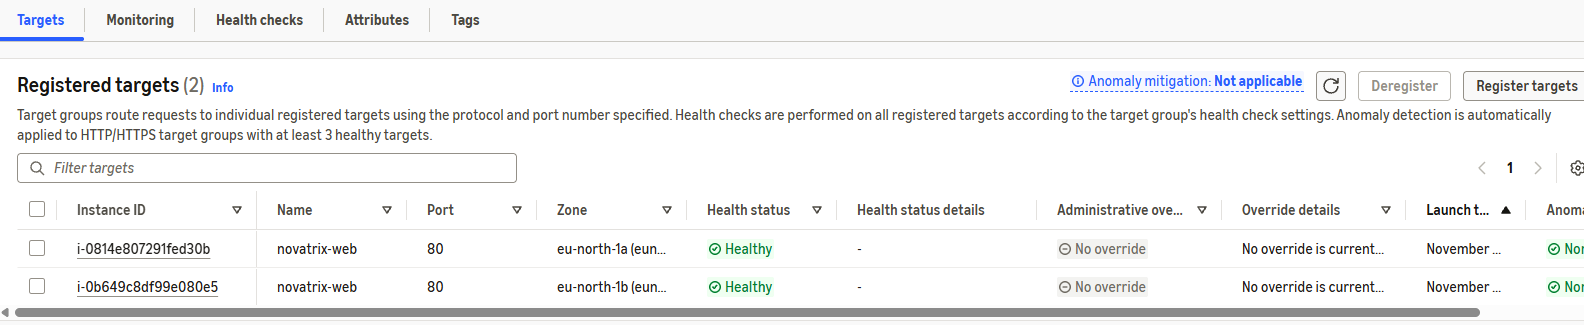 Targets Monitoring Health checks Attributes Tags
Registered targets (2) Info Anomaly mitigation: Not applicable Deregister Register targets
Target groups route requests to individual registered targets using the protocol and port number specified. Health checks are performed on all registered targets according to the target group's health check settings. Anomaly detection is automatically
applied to HTTP/HTTPS target groups with at least 3 healthy targets.
Filter targets 1
Instance ID Name Port Zone Health status Health status details Administrative ove... Override details Launch t... Anoma
i-0814e807291fed30b novatrix-web 80 eu-north-1a (eun... Healthy - No override No override is current... November ... Nor
i-0b649c8df99e080e5 novatrix-web 80 eu-north-1b (eun... Healthy - No override No override is current... November ... Nor